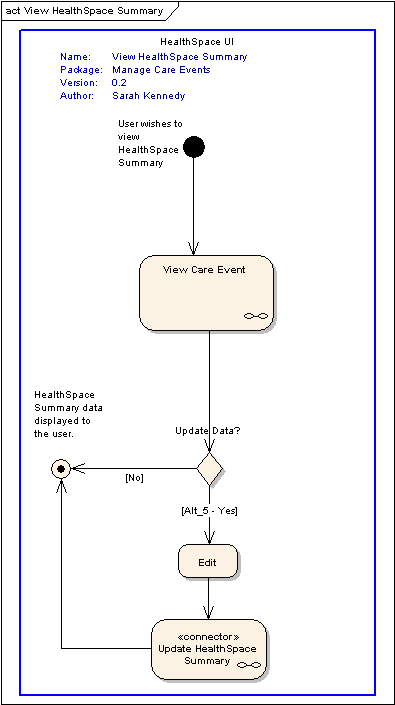 act View HealthSpace Summary
HealthSpace UI
Name: View HealthSpace Summary
Package: Manage Care Events
Version: 0.2
Author: Sarah Kennedy
User wishes to
view
HealthSpace
Summary
View Care Event
HealthSpace
Summary data
displayed to
the user.
Update Data?
[No]
[Alt_5 - Yes]
Edit
«connector»
Update HealthSpace
Summary